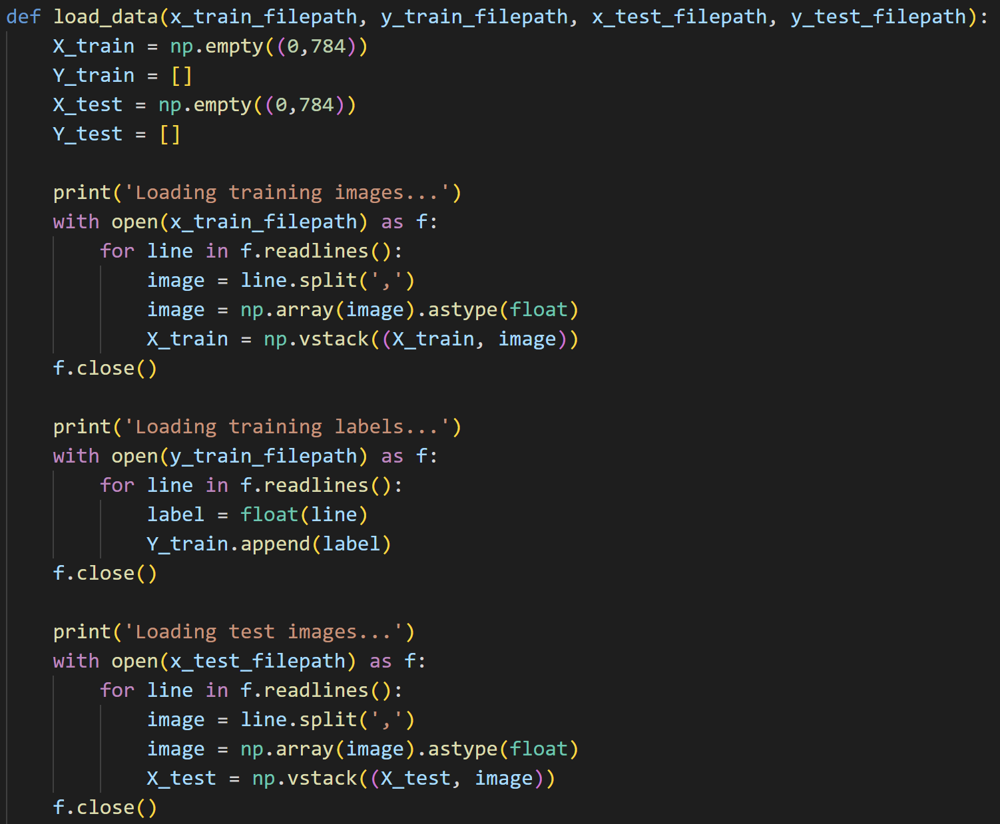 def load_data(x_train_filepath, y_train_filepath, x_test_filepath, y_test_filepath):
    X_train = np.empty((0,784))
    Y_train = []
    X_test = np.empty((0,784))
    Y_test = []

    print('Loading training images...')
    with open(x_train_filepath) as f:
        for line in f.readlines():
            image = line.split(',')
            image = np.array(image).astype(float)
            X_train = np.vstack((X_train, image))
    f.close()

    print('Loading training labels...')
    with open(y_train_filepath) as f:
        for line in f.readlines():
            label = float(line)
            Y_train.append(label)
    f.close()

    print('Loading test images...')
    with open(x_test_filepath) as f:
        for line in f.readlines():
            image = line.split(',')
            image = np.array(image).astype(float)
            X_test = np.vstack((X_test, image))
    f.close()